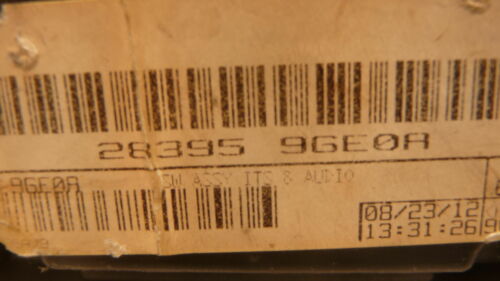 28395 9GE0A
9GE0A SW ASSY ITS & AUDIO
08/23/12
13:31:26